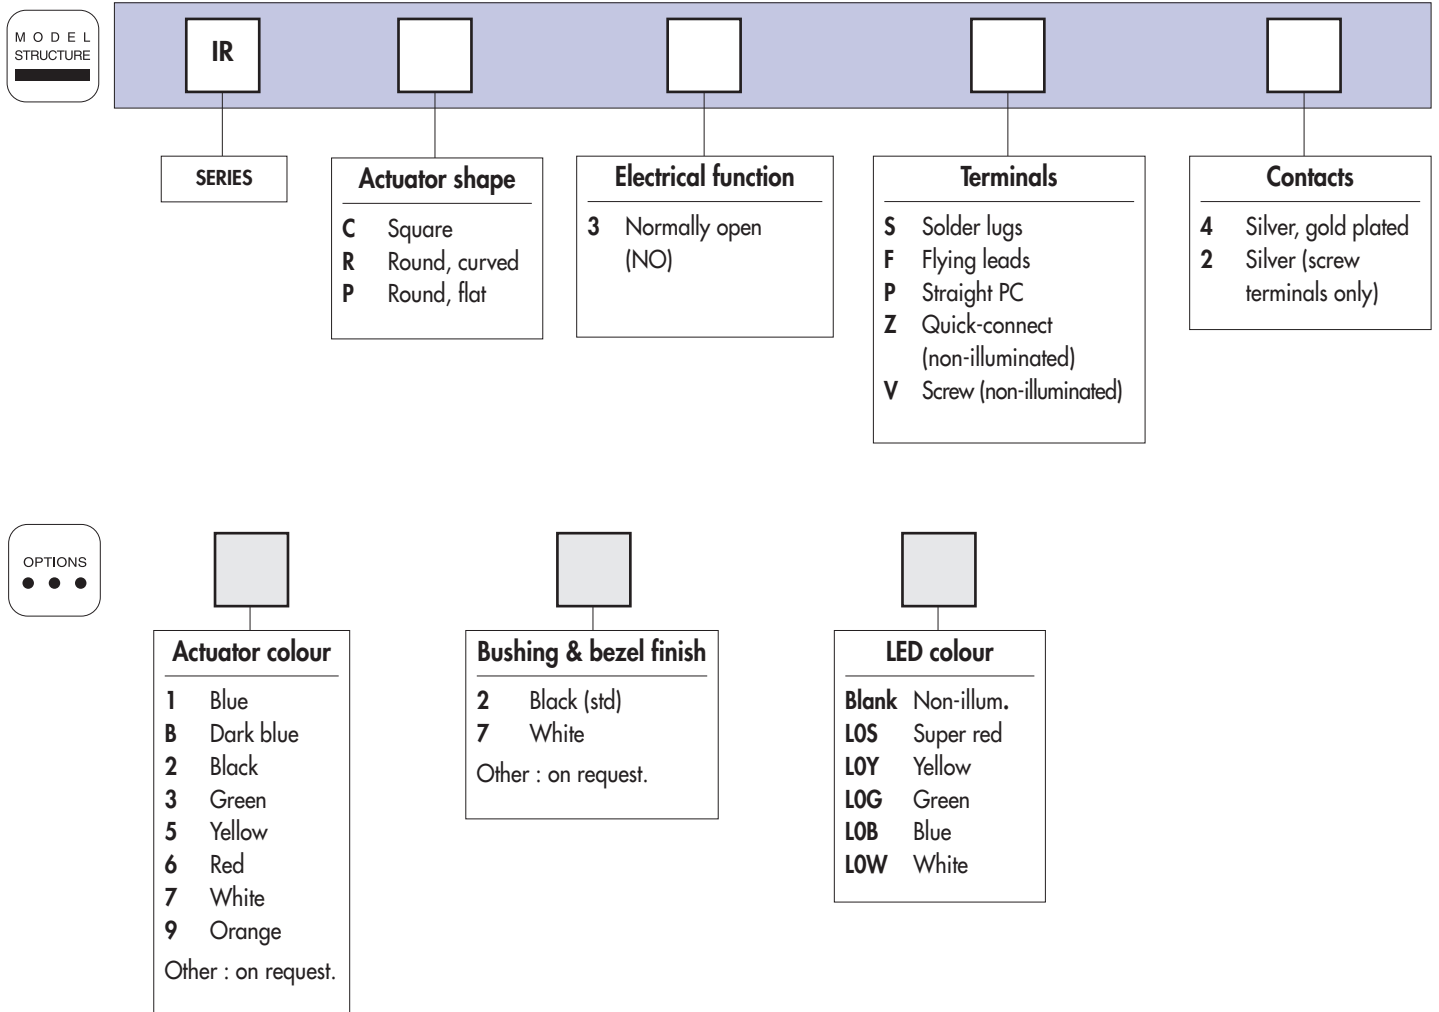 M O D E L
STRUCTURE
IR
SERIES
Actuator shape
C Square
R Round, curved
P Round, flat
Electrical function
3 Normally open
(NO)
Terminals
S Solder lugs
F Flying leads
P Straight PC
Z Quick-connect
(non-illuminated)
V Screw (non-illuminated)
Contacts
4 Silver, gold plated
2 Silver (screw
terminals only)
OPTIONS
Actuator colour
1 Blue
B Dark blue
2 Black
3 Green
5 Yellow
6 Red
7 White
9 Orange
Other : on request.
Bushing & bezel finish
2 Black (std)
7 White
Other : on request.
LED colour
Blank Non-illum.
L0S Super red
L0Y Yellow
L0G Green
L0B Blue
L0W White